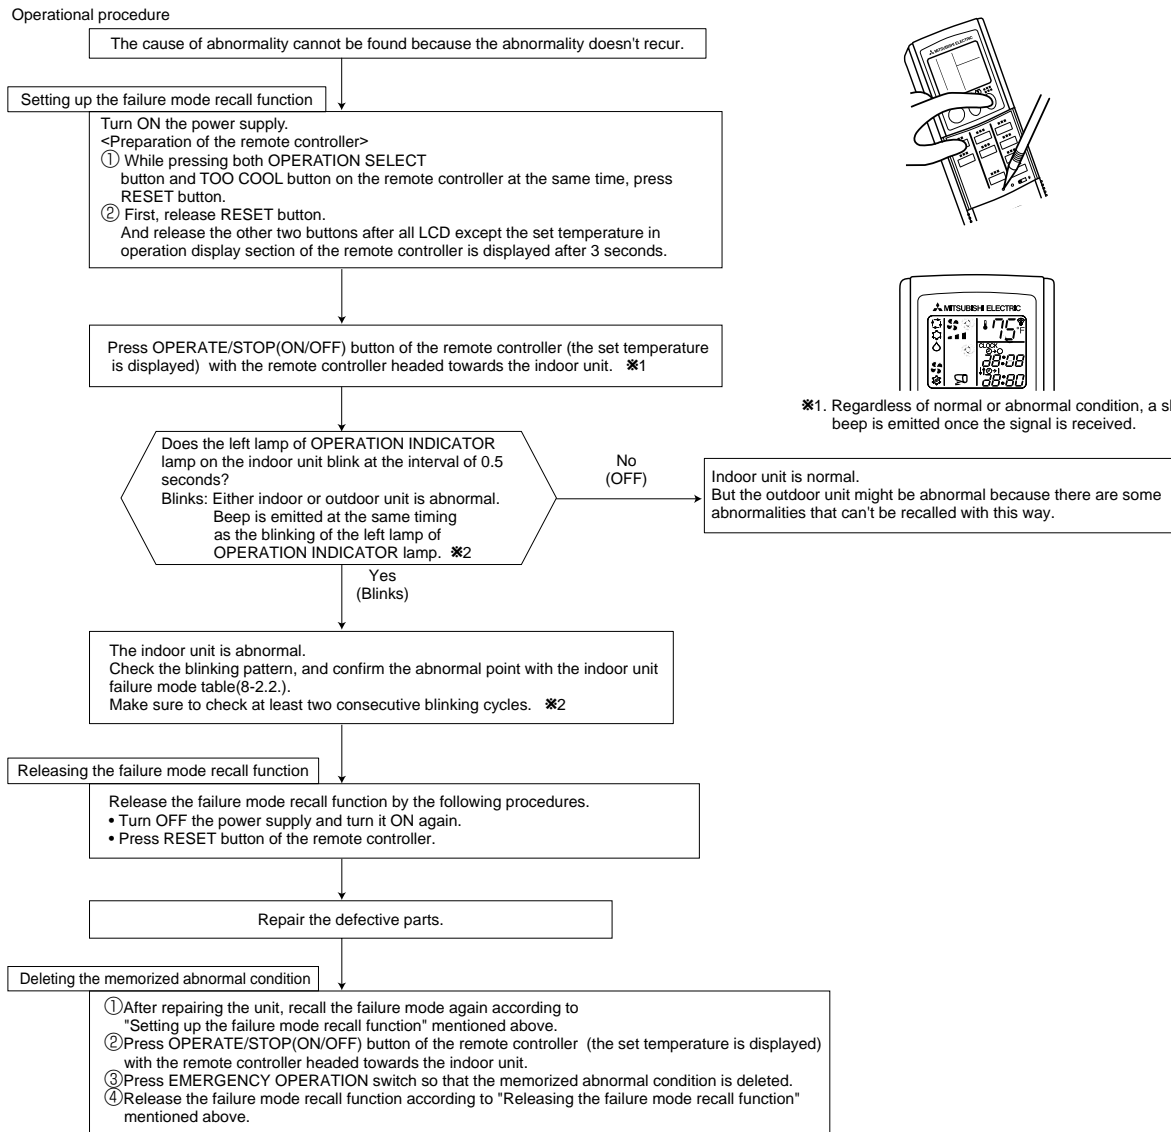 Operational procedure
The cause of abnormality cannot be found because the abnormality doesn't recur.
Setting up the failure mode recall function
Turn ON the power supply.
<Preparation of the remote controller>
① While pressing both OPERATION SELECT
button and TOO COOL button on the remote controller at the same time, press
RESET button.
② First, release RESET button.
And release the other two buttons after all LCD except the set temperature in
operation display section of the remote controller is displayed after 3 seconds.
MITSUBISHI ELECTRIC
Press OPERATE/STOP(ON/OFF) button of the remote controller (the set temperature
is displayed) with the remote controller headed towards the indoor unit. ※1
MITSUBISHI ELECTRIC
75°F
CLOCK
28:08
28:80
※1. Regardless of normal or abnormal condition, a
beep is emitted once the signal is received.
Does the left lamp of OPERATION INDICATOR
lamp on the indoor unit blink at the interval of 0.5
seconds?
Blinks: Either indoor or outdoor unit is abnormal.
Beep is emitted at the same timing
as the blinking of the left lamp of
OPERATION INDICATOR lamp. ※2
No
(OFF)
Indoor unit is normal.
But the outdoor unit might be abnormal because there are some
abnormalities that can't be recalled with this way.
Yes
(Blinks)
The indoor unit is abnormal.
Check the blinking pattern, and confirm the abnormal point with the indoor unit
failure mode table(8-2.2.).
Make sure to check at least two consecutive blinking cycles. ※2
Releasing the failure mode recall function
Release the failure mode recall function by the following procedures.
• Turn OFF the power supply and turn it ON again.
• Press RESET button of the remote controller.
Repair the defective parts.
Deleting the memorized abnormal condition
①After repairing the unit, recall the failure mode again according to
"Setting up the failure mode recall function" mentioned above.
②Press OPERATE/STOP(ON/OFF) button of the remote controller (the set temperature is displayed)
with the remote controller headed towards the indoor unit.
③Press EMERGENCY OPERATION switch so that the memorized abnormal condition is deleted.
④Release the failure mode recall function according to "Releasing the failure mode recall function"
mentioned above.